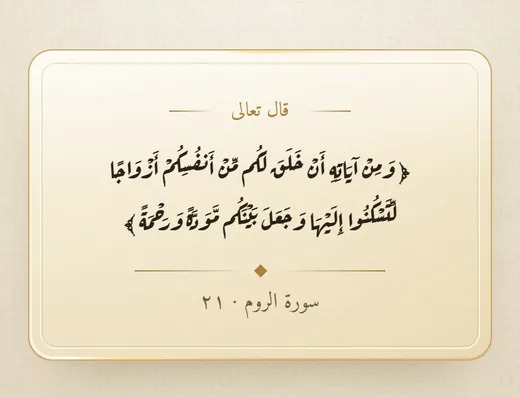 قال تعالى
﴿وَمِنْ آيَاتِهِ أَنْ خَلَقَ لَكُم مِّنْ أَنفُسِكُمْ أَزْوَاجًا
لِّتَسْكُنُوا إِلَيْهَا وَجَعَلَ بَيْنَكُم مَّوَدَّةً وَرَحْمَةً﴾
سورة الروم · ٢١